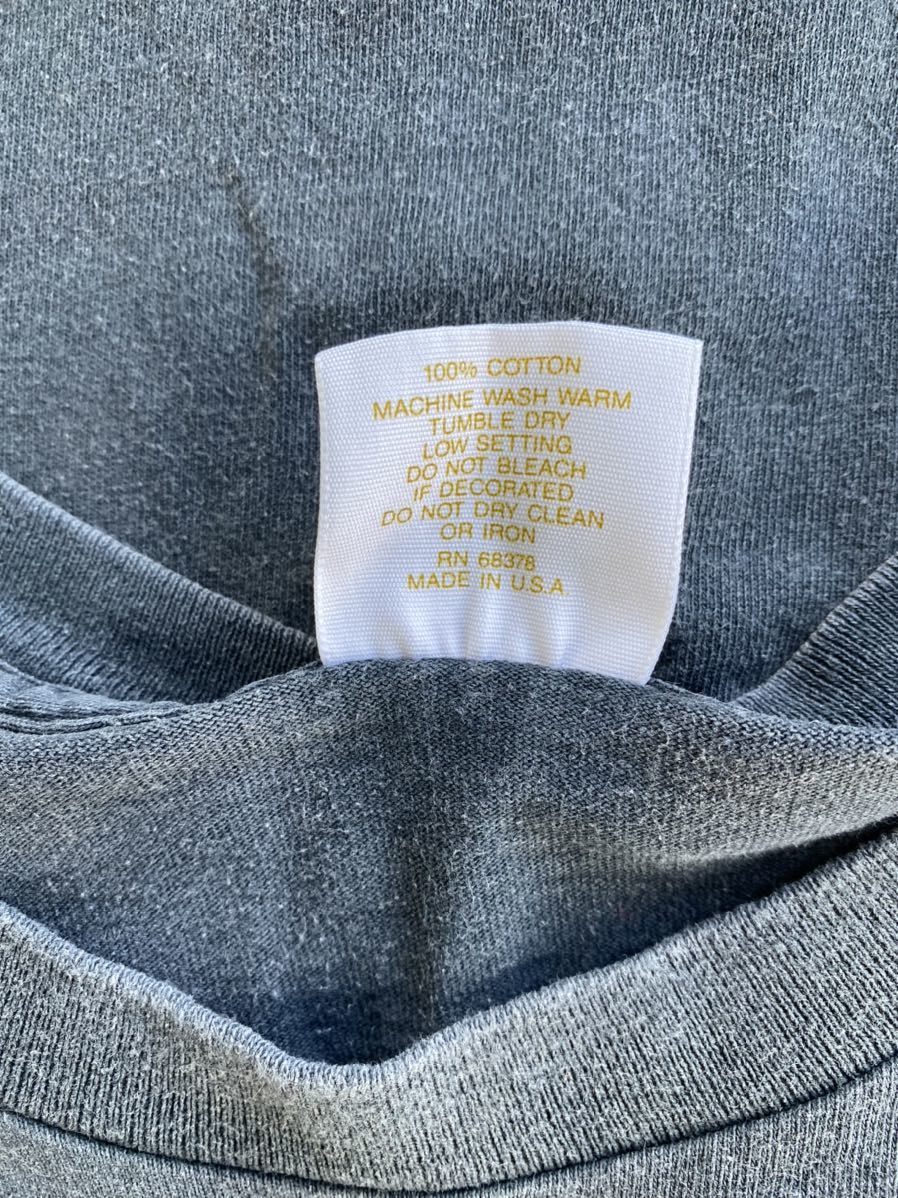 100% COTTON
MACHINE WASH WARM
TUMBLE DRY
LOW SETTING
DO NOT BLEACH
IF DECORATED
DO NOT DRY CLEAN
OR IRON
RN 68378
MADE IN U.S.A